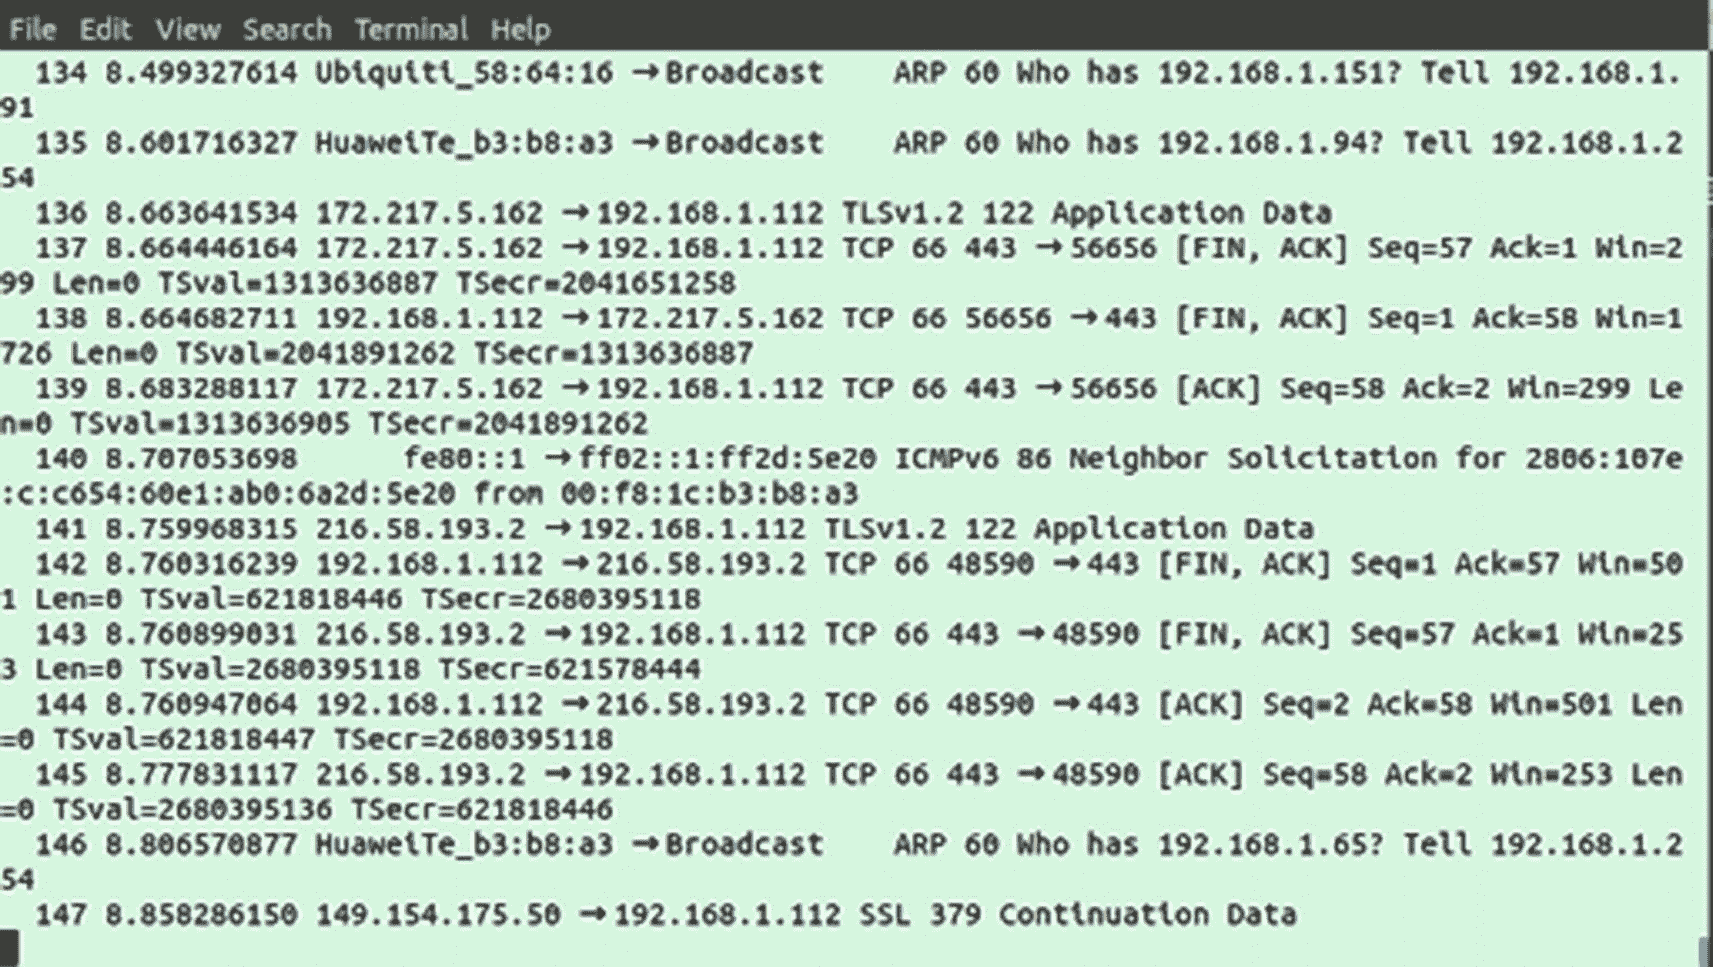 File Edit View Search Terminal Help
134 8.499327614 Ubiquiti_58:64:16 → Broadcast ARP 60 Who has 192.168.1.151? Tell 192.168.1.
91
135 8.601716327 HuaweiTe_b3:b8:a3 → Broadcast ARP 60 Who has 192.168.1.94? Tell 192.168.1.2
54
136 8.663641534 172.217.5.162 → 192.168.1.112 TLSv1.2 122 Application Data
137 8.664446164 172.217.5.162 → 192.168.1.112 TCP 66 443 → 56656 [FIN, ACK] Seq=57 Ack=1 Win=2
99 Len=0 TSval=1313636887 TSecr=2041651258
138 8.664682711 192.168.1.112 → 172.217.5.162 TCP 66 56656 → 443 [FIN, ACK] Seq=1 Ack=58 Win=1
726 Len=0 TSval=2041891262 TSecr=1313636887
139 8.683288117 172.217.5.162 → 192.168.1.112 TCP 66 443 → 56656 [ACK] Seq=58 Ack=2 Win=299 Le
n=0 TSval=1313636905 TSecr=2041891262
140 8.707053698 fe80::1 → ff02::1:ff2d:5e20 ICMPv6 86 Neighbor Solicitation for 2806:107e
:c:c654:60e1:ab0:6a2d:5e20 from 00:f8:1c:b3:b8:a3
141 8.759968315 216.58.193.2 → 192.168.1.112 TLSv1.2 122 Application Data
142 8.760316239 192.168.1.112 → 216.58.193.2 TCP 66 48590 → 443 [FIN, ACK] Seq=1 Ack=57 Win=50
1 Len=0 TSval=621818446 TSecr=2680395118
143 8.760899031 216.58.193.2 → 192.168.1.112 TCP 66 443 → 48590 [FIN, ACK] Seq=57 Ack=1 Win=25
3 Len=0 TSval=2680395118 TSecr=621578444
144 8.760947064 192.168.1.112 → 216.58.193.2 TCP 66 48590 → 443 [ACK] Seq=2 Ack=58 Win=501 Len
=0 TSval=621818447 TSecr=2680395118
145 8.777831117 216.58.193.2 → 192.168.1.112 TCP 66 443 → 48590 [ACK] Seq=58 Ack=2 Win=253 Len
=0 TSval=2680395136 TSecr=621818446
146 8.806570877 HuaweiTe_b3:b8:a3 → Broadcast ARP 60 Who has 192.168.1.65? Tell 192.168.1.2
54
147 8.858286150 149.154.175.50 → 192.168.1.112 SSL 379 Continuation Data